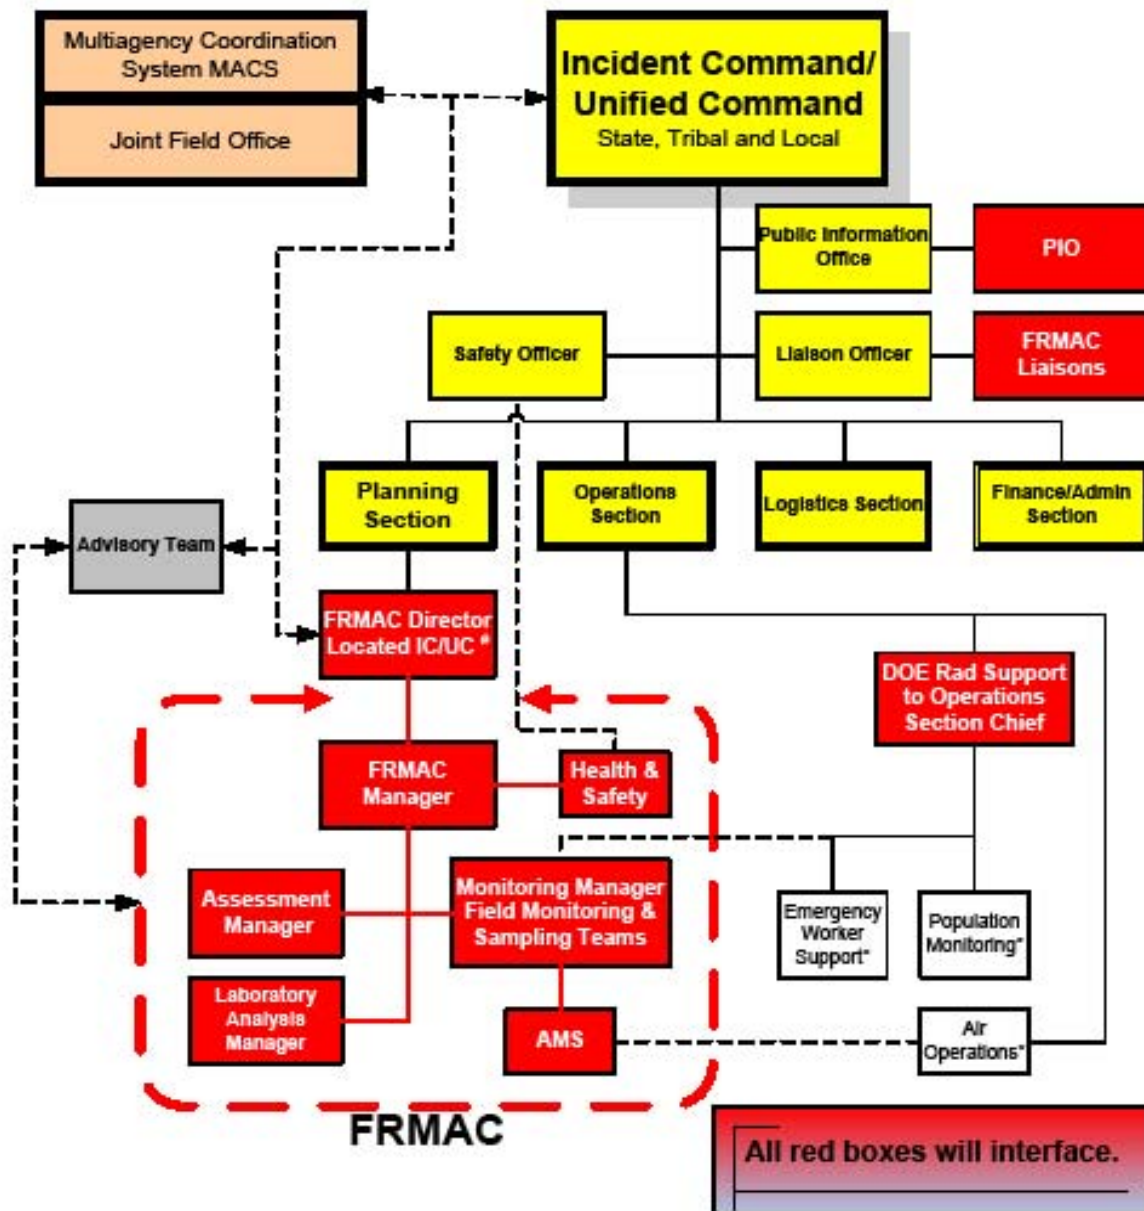 Multiagency Coordination
System MACS
Joint Field Office
Incident Command/
Unified Command
State, Tribal and Local
Public Information
Office
PIO
Safety Officer
Liaison Officer
FRMAC
Liaisons
Planning
Section
Operations
Section
Logistics Section
Finance/Admin
Section
Advisory Team
FRMAC Director
Located IC/UC #
DOE Rad Support
to Operations
Section Chief
FRMAC
Manager
Health &
Safety
Assessment
Manager
Monitoring Manager
Field Monitoring &
Sampling Teams
Emergency
Worker
Support*
Population
Monitoring*
Laboratory
Analysis
Manager
AMS
Air
Operations*
FRMAC
All red boxes will interface.